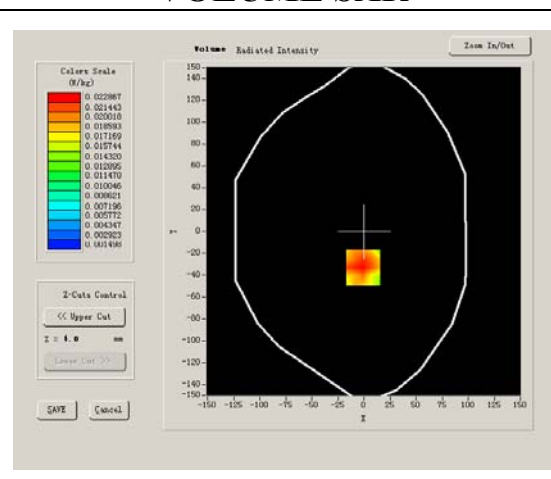 Volume Radiated Intensity
Zoom In/Out
Colors Scale
(W/kg)
0.022867
0.021443
0.020018
0.018593
0.017169
0.015744
0.014320
0.012895
0.011470
0.010046
0.008621
0.007196
0.005772
0.004347
0.002923
0.001498
150
140
120
100
80
60
40
20
0
-20
-40
-60
-80
-100
-120
-140
-150
Y
-150 -125 -100 -75 -50 -25 0 25 50 75 100 125 150
X
Z-Cuts Control
<< Upper Cut
Z = 4.0 mm
Lower Cut >>
SAVE Cancel